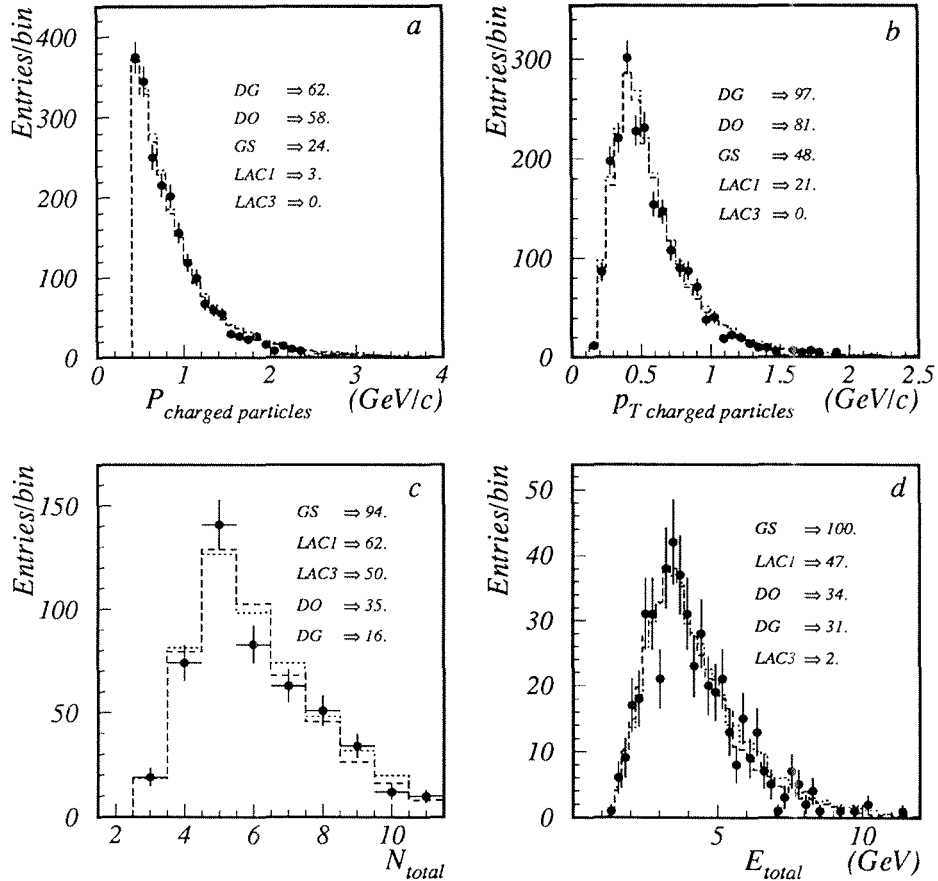 Entries/bin
400
300
200
100
0
a
DG ⇒ 62.
DO ⇒ 58.
GS ⇒ 24.
LAC1 ⇒ 3.
LAC3 ⇒ 0.
0 1 2 3 4
P charged particles (GeV/c)
Entries/bin
300
200
100
0
b
DG ⇒ 97.
DO ⇒ 81.
GS ⇒ 48.
LAC1 ⇒ 21.
LAC3 ⇒ 0.
0 0.5 1 1.5 2 2.5
p T charged particles (GeV/c)
Entries/bin
150
100
50
0
c
GS ⇒ 94.
LAC1 ⇒ 62.
LAC3 ⇒ 50.
DO ⇒ 35.
DG ⇒ 16.
2 4 6 8 10
N total
Entries/bin
50
40
30
20
10
0
d
GS ⇒ 100.
LAC1 ⇒ 47.
DO ⇒ 34.
DG ⇒ 31.
LAC3 ⇒ 2.
5 10
E total (GeV)